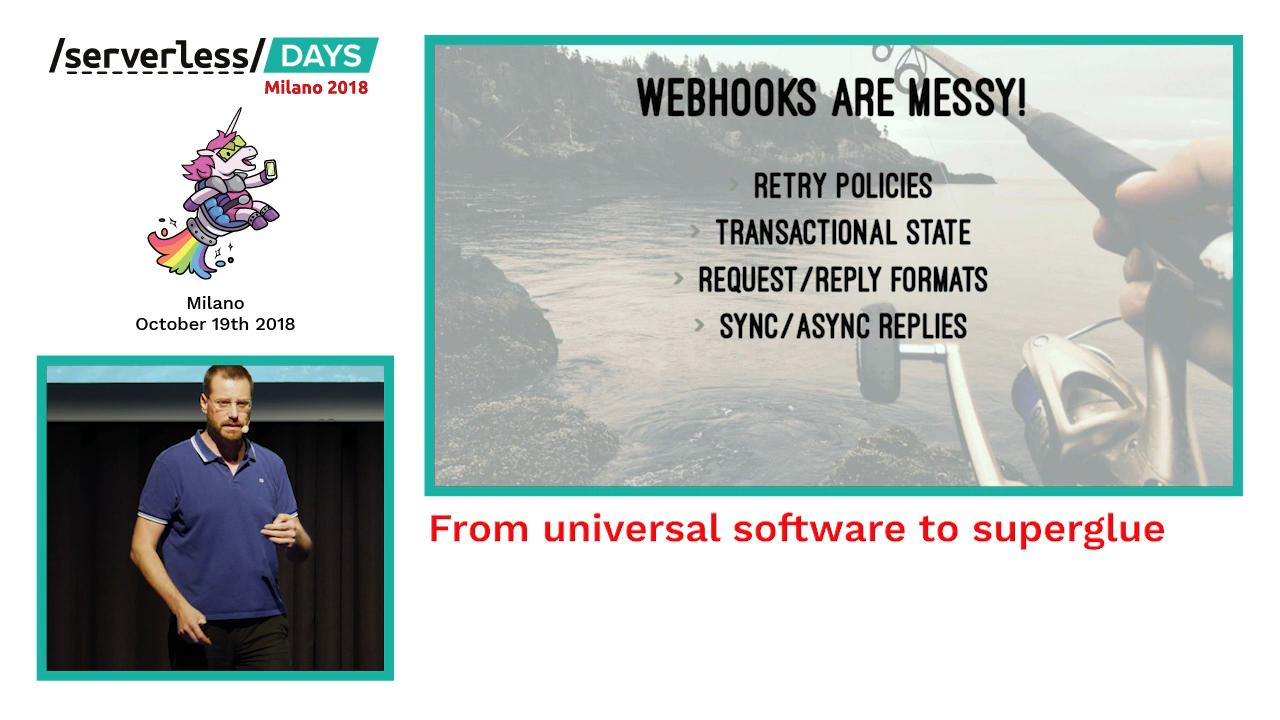 /serverless/ DAYS
Milano 2018
Milano
October 19th 2018
WEBHOOKS ARE MESSY!
› RETRY POLICIES
› TRANSACTIONAL STATE
› REQUEST/REPLY FORMATS
› SYNC/ASYNC REPLIES
From universal software to superglue